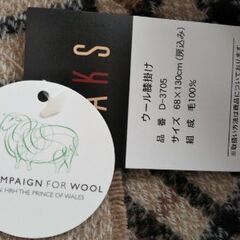 AKS
ウール膝掛け
品 番 D-3705
サイズ 68×130cm(房込み)
組 成 毛100%
MPAIGN FOR WOOL
HRH THE PRINCE OF WALES